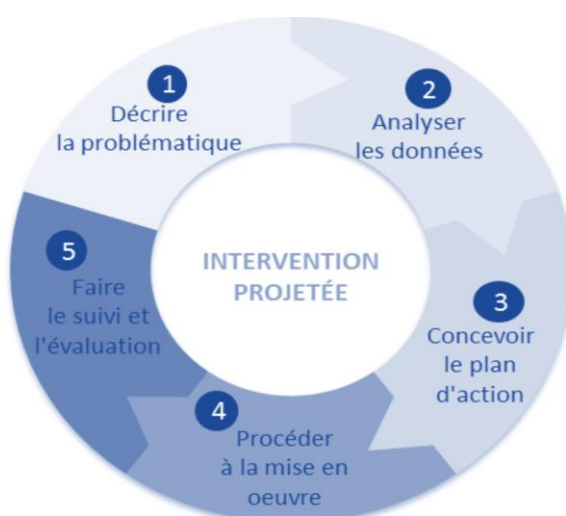 1
Décrire
la problématique
2
Analyser
les données
3
Concevoir
le plan
d'action
4
Procéder
à la mise en
oeuvre
5
Faire
le suivi et
l'évaluation
INTERVENTION
PROJETÉE